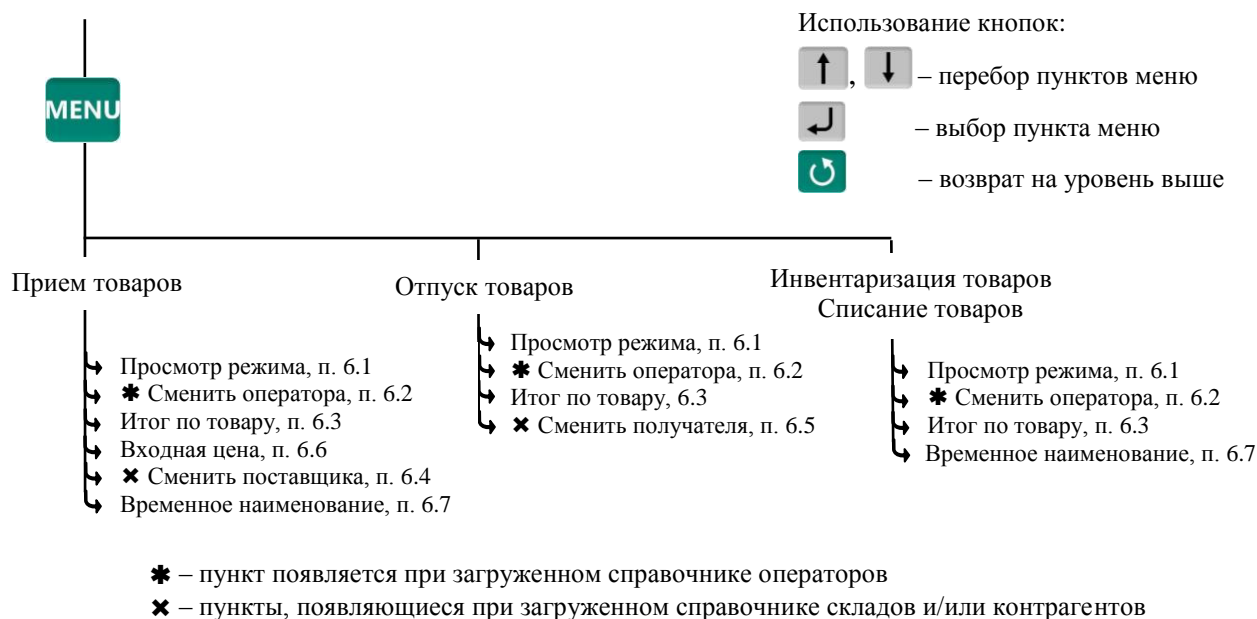 Использование кнопок:
, – перебор пунктов меню
MENU
– выбор пункта меню
– возврат на уровень выше
Прием товаров
Просмотр режима, п. 6.1
✱ Сменить оператора, п. 6.2
Итог по товару, п. 6.3
Входная цена, п. 6.6
✖ Сменить поставщика, п. 6.4
Временное наименование, п. 6.7
Отпуск товаров
Просмотр режима, п. 6.1
✱ Сменить оператора, п. 6.2
Итог по товару, 6.3
✖ Сменить получателя, п. 6.5
Инвентаризация товаров
Списание товаров
Просмотр режима, п. 6.1
✱ Сменить оператора, п. 6.2
Итог по товару, п. 6.3
Временное наименование, п. 6.7
✱ – пункт появляется при загруженном справочнике операторов
✖ – пункты, появляющиеся при загруженном справочнике складов и/или контрагентов